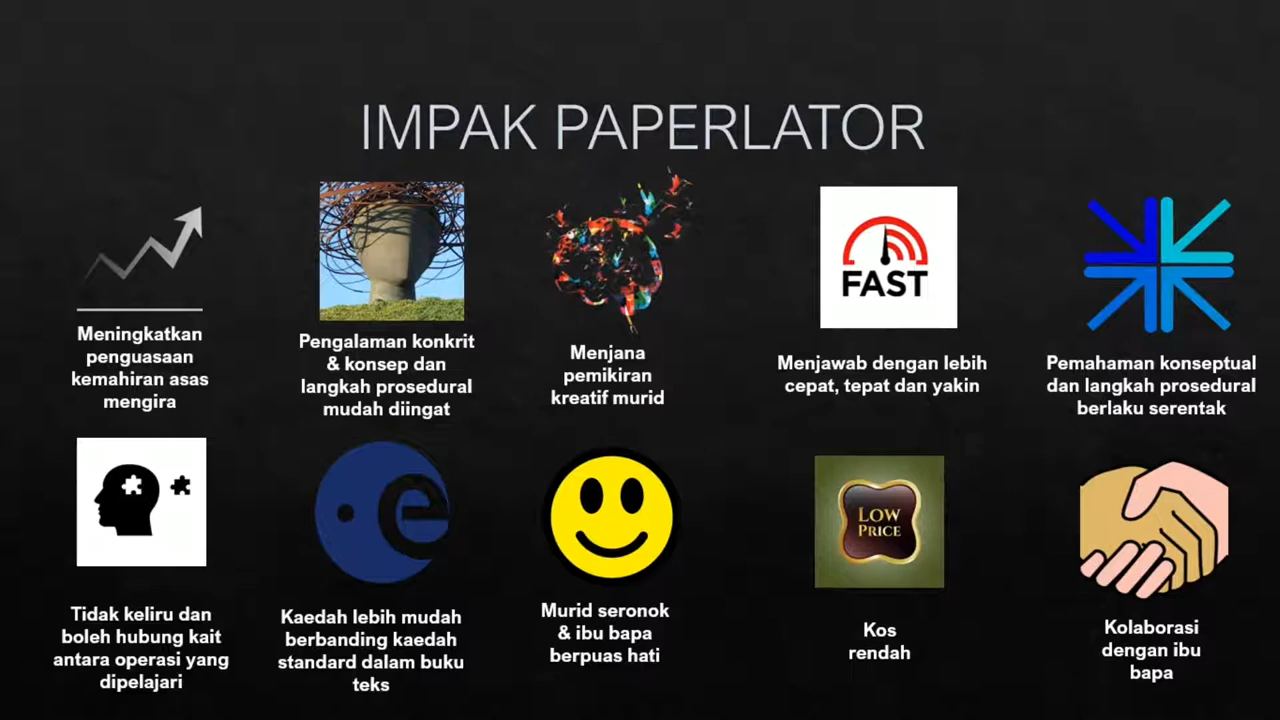 IMPAK PAPERLATOR
Meningkatkan
penguasaan
kemahiran asas
mengira
Pengalaman konkrit
& konsep dan
langkah prosedural
mudah diingat
Menjana
pemikiran
kreatif murid
FAST
Menjawab dengan lebih
cepat, tepat dan yakin
Pemahaman konseptual
dan langkah prosedural
berlaku serentak
Tidak keliru dan
boleh hubung kait
antara operasi yang
dipelajari
e
Kaedah lebih mudah
berbanding kaedah
standard dalam buku
teks
Murid seronok
& ibu bapa
berpuas hati
LOW
PRICE
Kos
rendah
Kolaborasi
dengan ibu
bapa